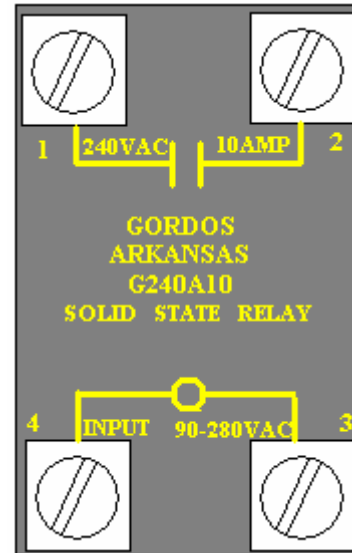 1 240VAC 10AMP 2
GORDOS
ARKANSAS
G240A10
SOLID STATE RELAY
4 INPUT 90-280VAC 3